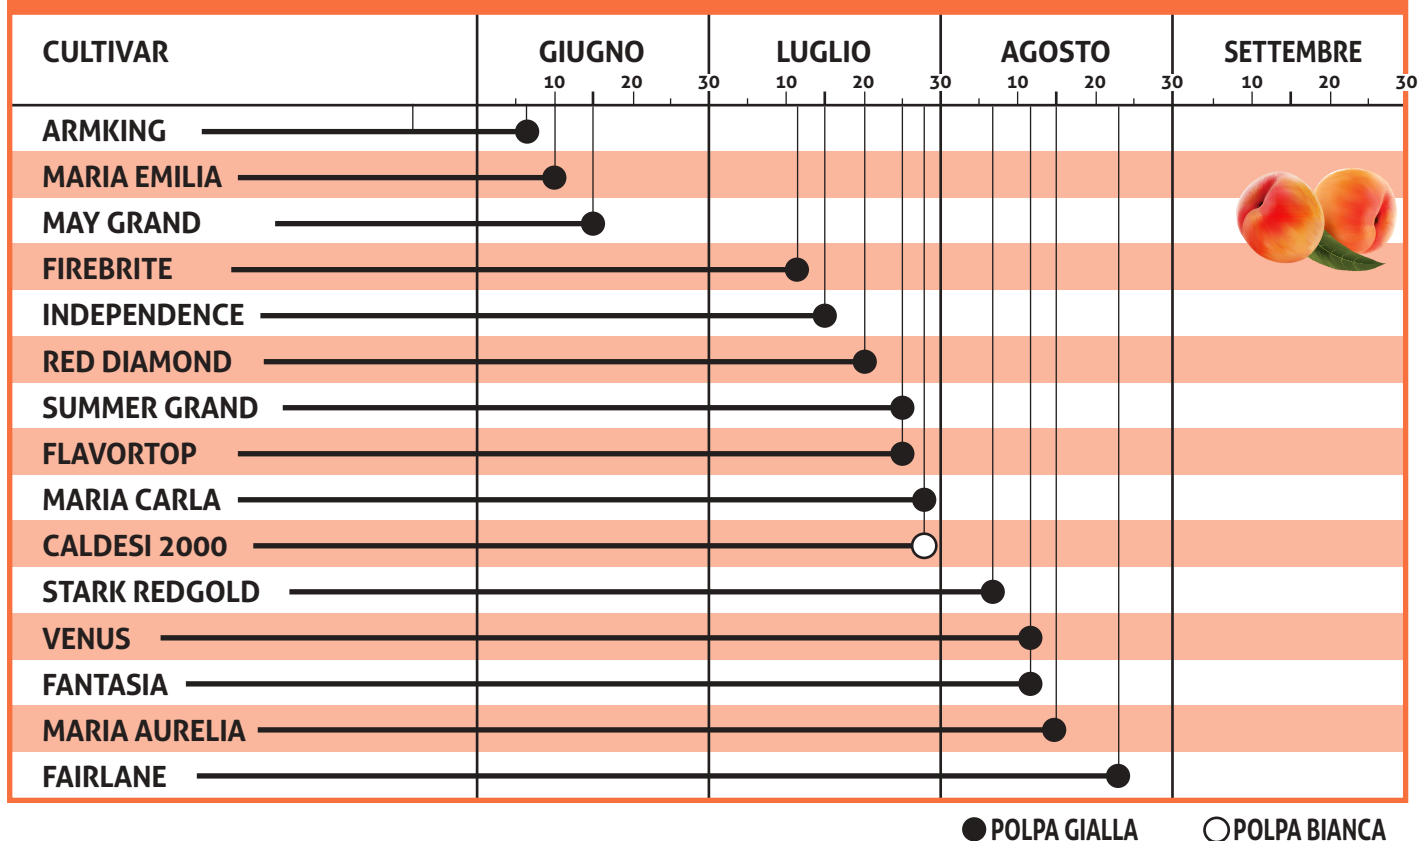 CULTIVAR GIUGNO LUGLIO AGOSTO SETTEMBRE
10 20 30 10 20 30 10 20 30 10 20 30
ARMKING
MARIA EMILIA
MAY GRAND
FIREBRITE
INDEPENDENCE
RED DIAMOND
SUMMER GRAND
FLAVORTOP
MARIA CARLA
CALDESI 2000
STARK REDGOLD
VENUS
FANTASIA
MARIA AURELIA
FAIRLANE
POLPA GIALLA POLPA BIANCA